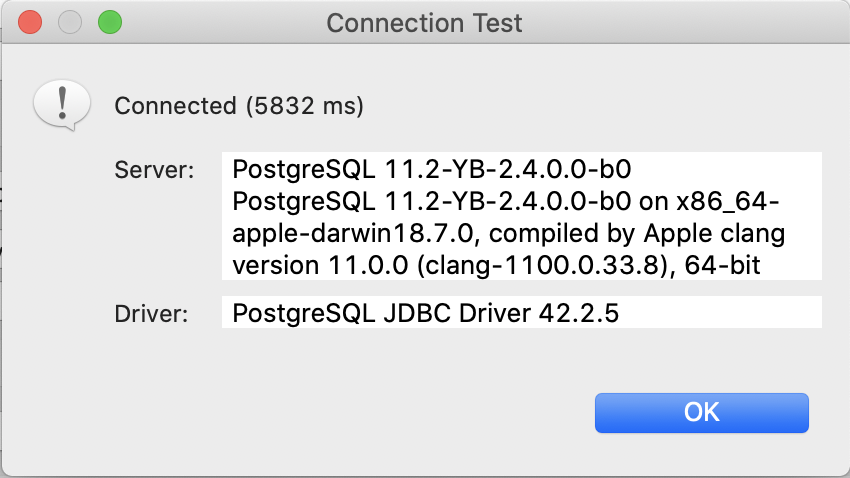 Connection Test
Connected (5832 ms)
Server: PostgreSQL 11.2-YB-2.4.0.0-b0
PostgreSQL 11.2-YB-2.4.0.0-b0 on x86_64-
apple-darwin18.7.0, compiled by Apple clang
version 11.0.0 (clang-1100.0.33.8), 64-bit
Driver: PostgreSQL JDBC Driver 42.2.5
OK